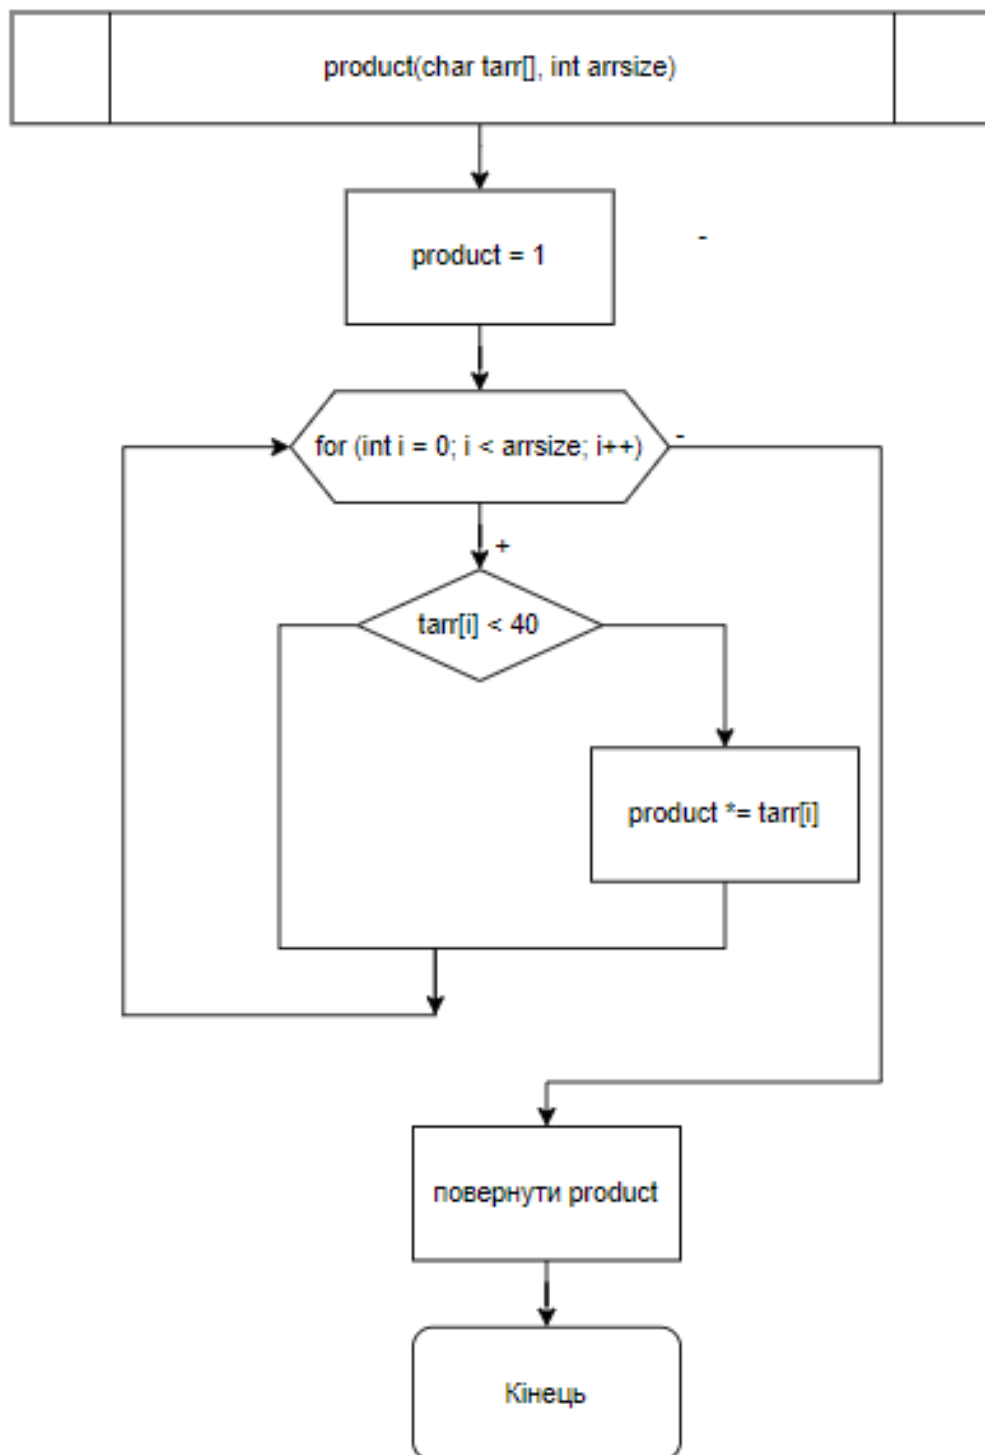 product(char tarr[], int arrsize)
product = 1
-
for (int i = 0; i < arrsize; i++)
-
+
tarr[i] < 40
product *= tarr[i]
повернути product
Кінець